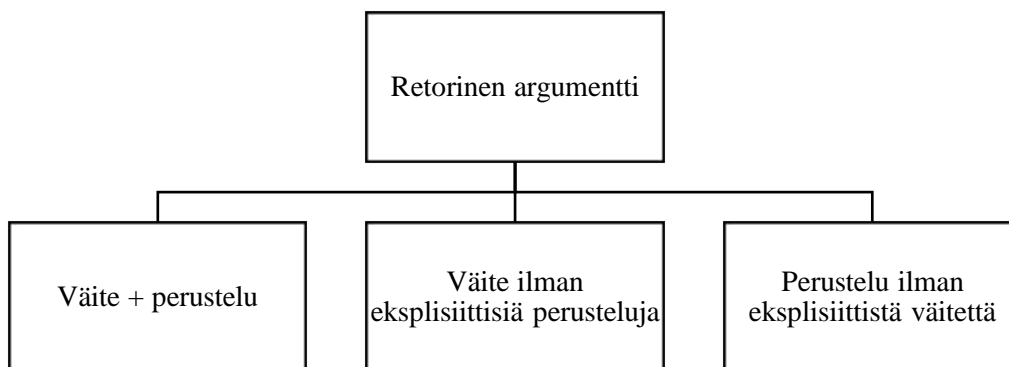 Retorinen argumentti
Väite + perustelu
Väite ilman
eksplisiittisiä perusteluja
Perustelu ilman
eksplisiittistä väitettä